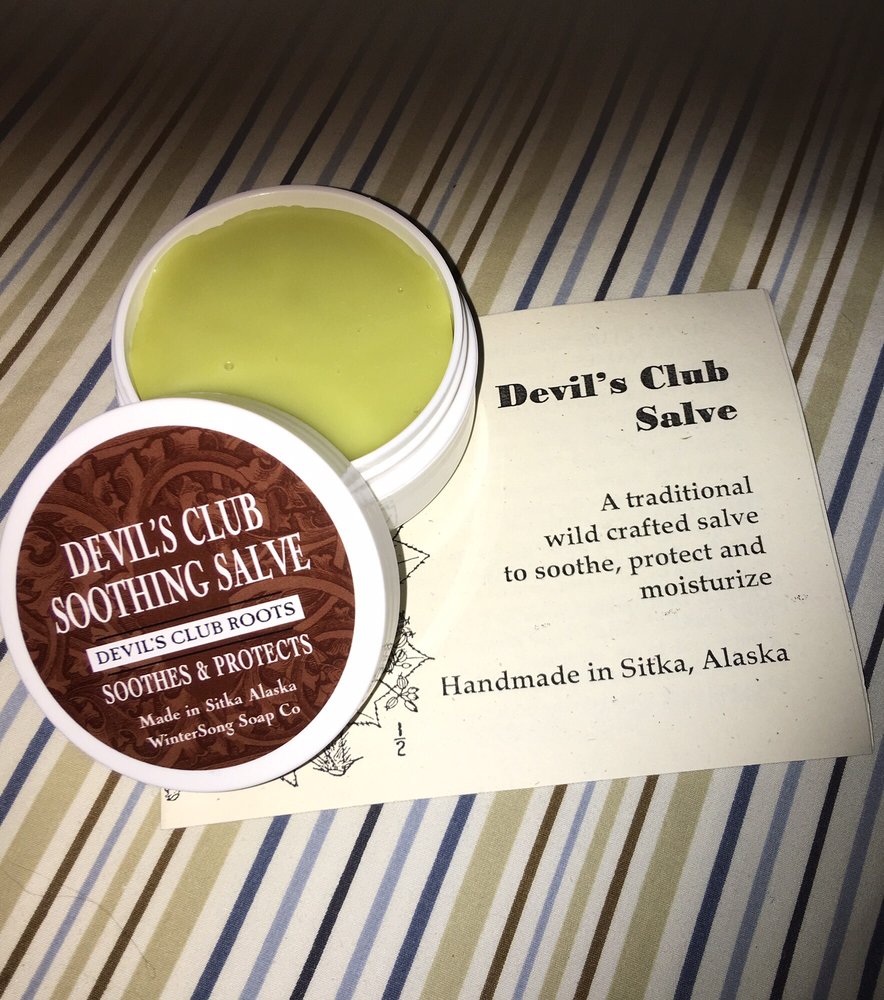 DEVIL'S CLUB
SOOTHING SALVE
DEVIL'S CLUB ROOTS
SOOTHES & PROTECTS
Made in Sitka Alaska
WinterSong Soap Co
Devil's Club
Salve
A traditional
wild crafted salve
to soothe, protect and
moisturize
Handmade in Sitka, Alaska
1/2